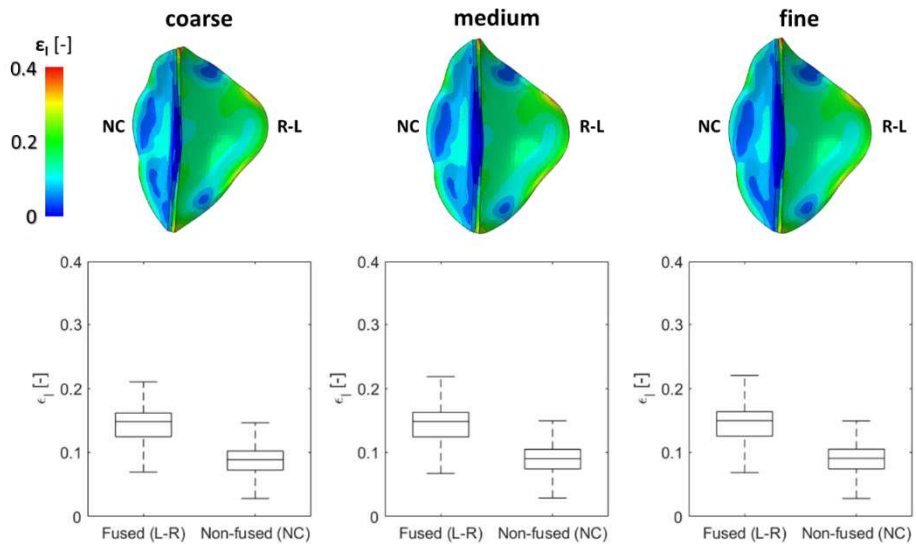 coarse medium fine
εI [-]
0.4
0.2
0
NC R-L NC R-L NC R-L
0.4 0.4 0.4
0.3 0.3 0.3
0.2 0.2 0.2
ϵI [-] ϵI [-] ϵI [-]
0.1 0.1 0.1
0 0 0
Fused (L-R) Non-fused (NC) Fused (L-R) Non-fused (NC) Fused (L-R) Non-fused (NC)